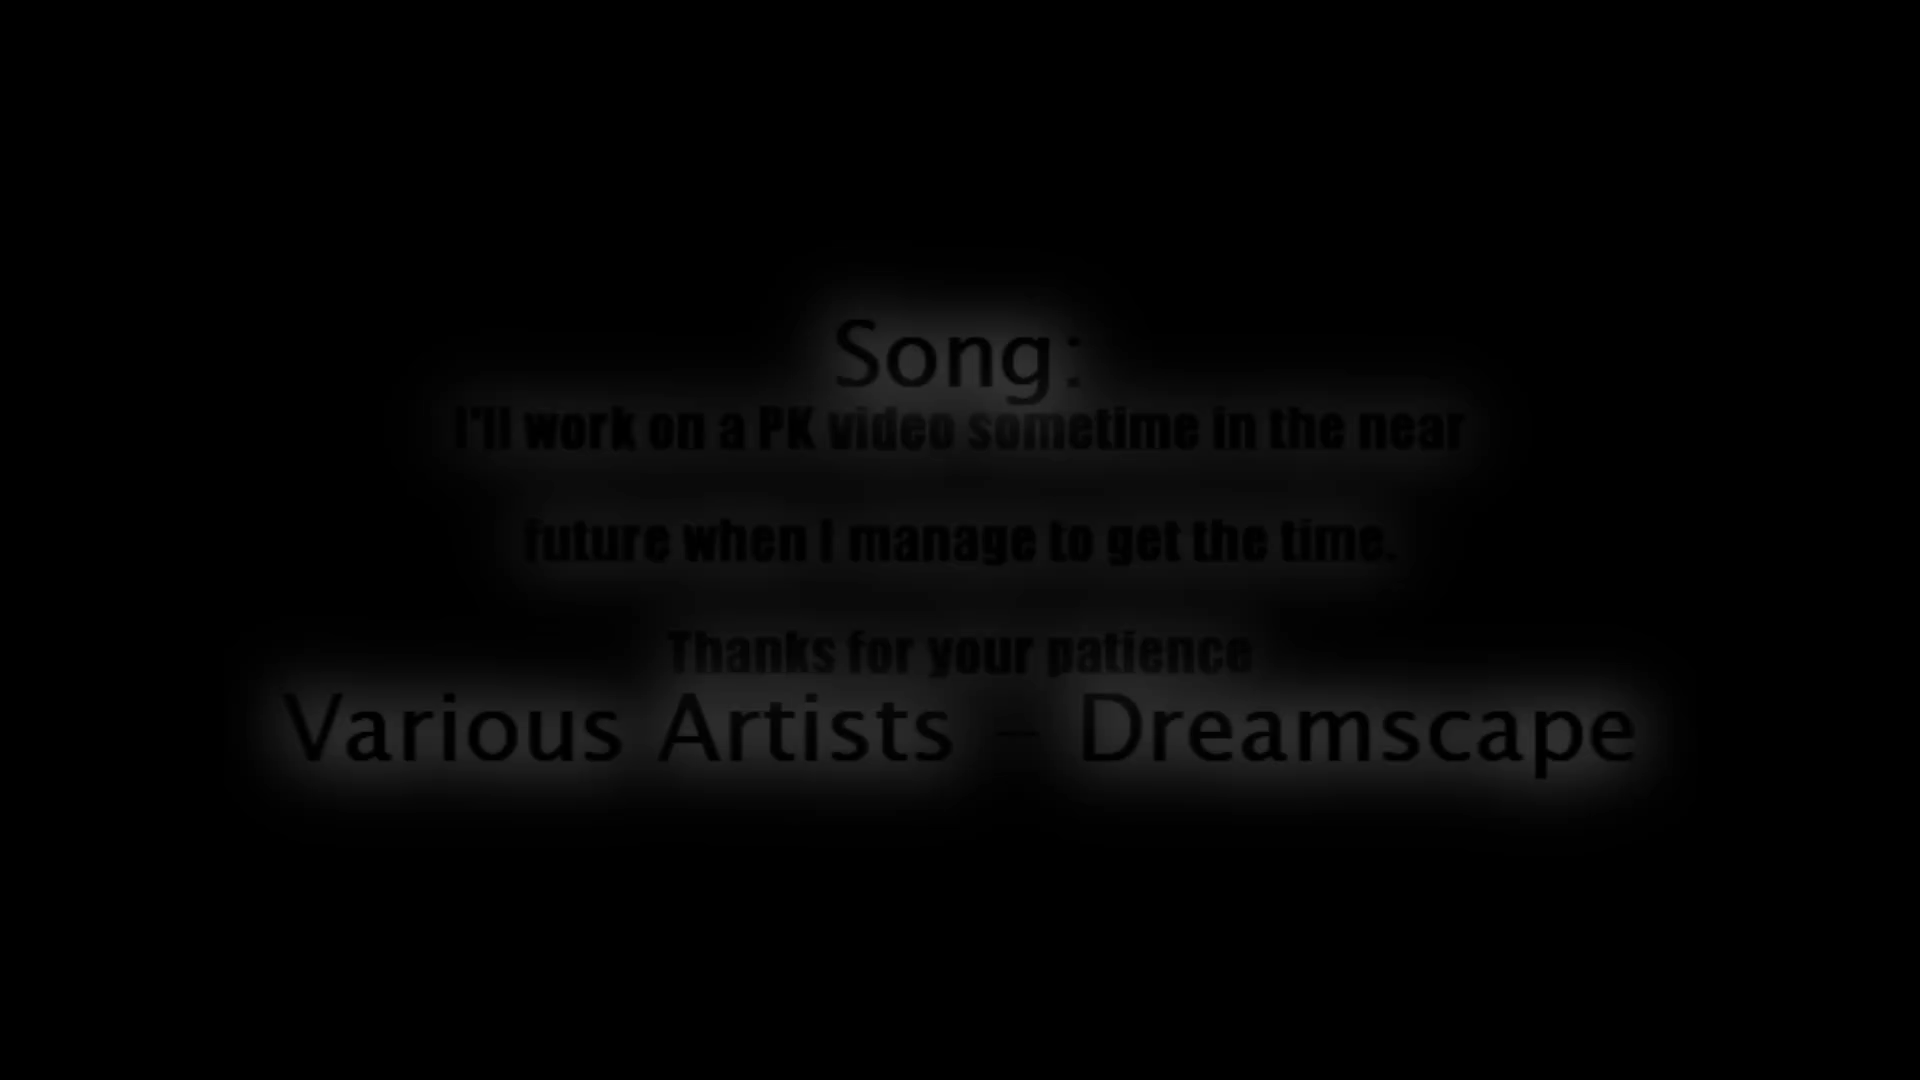 Song:
I'll work on a PK video sometime in the near
future when I manage to get the time.
Thanks for your patience
Various Artists - Dreamscape